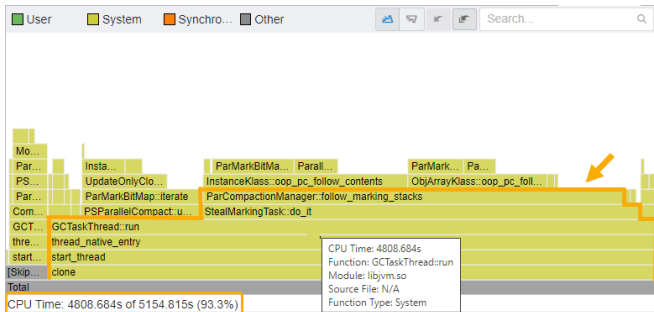 User System Synchro... Other Search...
Mo...
Par... Insta... ParMarkBitMa... Parall... ParMark... Pa...
PS... UpdateOnlyClo... InstanceKlass::oop_pc_follow_contents ObjArrayKlass::oop_pc_foll...
Par... ParMarkBitMap::iterate ParCompactionManager::follow_marking_stacks
Com... PSParallelCompact::u... StealMarkingTask::do_it
GCT... GCTaskThread::run
thre... thread_native_entry
start... start_thread
[Skip... clone
Total
CPU Time: 4808.684s
Function: GCTaskThread::run
Module: libjvm.so
Source File: N/A
Function Type: System
CPU Time: 4808.684s of 5154.815s (93.3%)